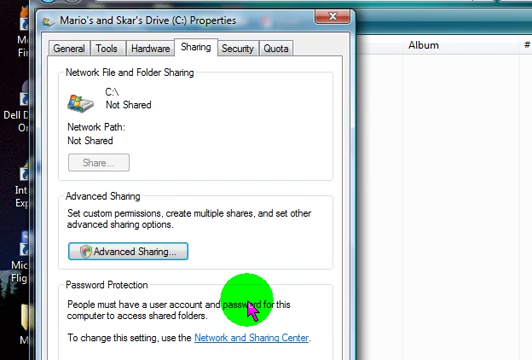 Mario's and Skar's Drive (C:) Properties
General Tools Hardware Sharing Security Quota
Album #
Network File and Folder Sharing
C:\
Not Shared
Network Path:
Not Shared
Share...
Advanced Sharing
Set custom permissions, create multiple shares, and set other
advanced sharing options.
Advanced Sharing...
Password Protection
People must have a user account and password for this
computer to access shared folders.
To change this setting, use the Network and Sharing Center.
Dell D